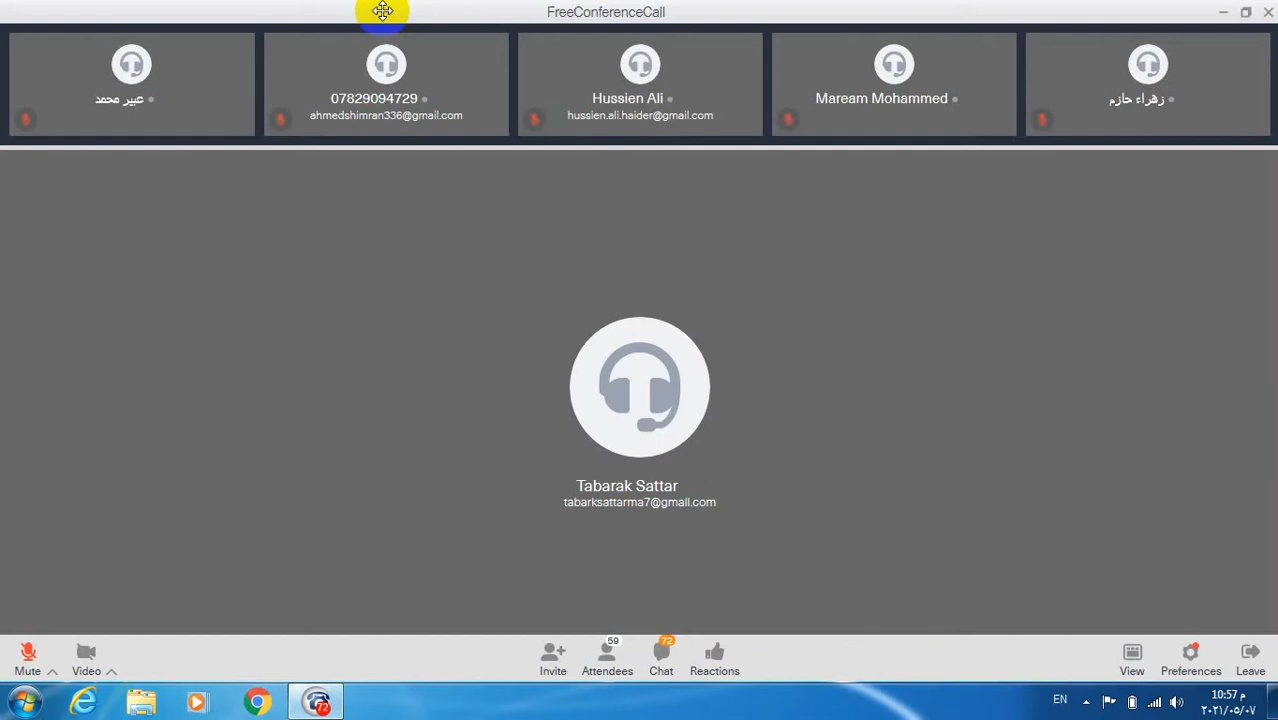 FreeConferenceCall
عبير محمد
07829094729
ahmedshimran336@gmail.com
Hussien Ali
hussien.ali.haider@gmail.com
Maream Mohammed
زهراء حازم
Tabarak Sattar
tabarksattarma7@gmail.com
Mute
Video
Invite
59
Attendees
72
Chat
Reactions
View
Preferences
Leave
72
EN
10:57 م
٢٠٢١/٠٥/٠٧